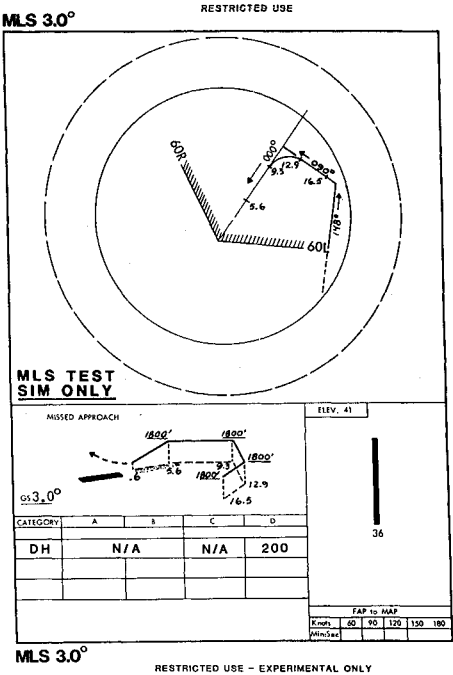 RESTRICTED USE
MLS 3.0°
60R
000°
9.5
12.9
090°
16.5
5.6
148°
60L
MLS TEST
SIM ONLY
MISSED APPROACH
ELEV. 41
1800'
1800'
1800'
1800'
.6
5.6
9.5
12.9
16.5
GS 3.0°
36
CATEGORY A B C D
DH N/A N/A 200
FAP to MAP
Knots 60 90 120 150 180
Min:Sec
MLS 3.0°
RESTRICTED USE - EXPERIMENTAL ONLY